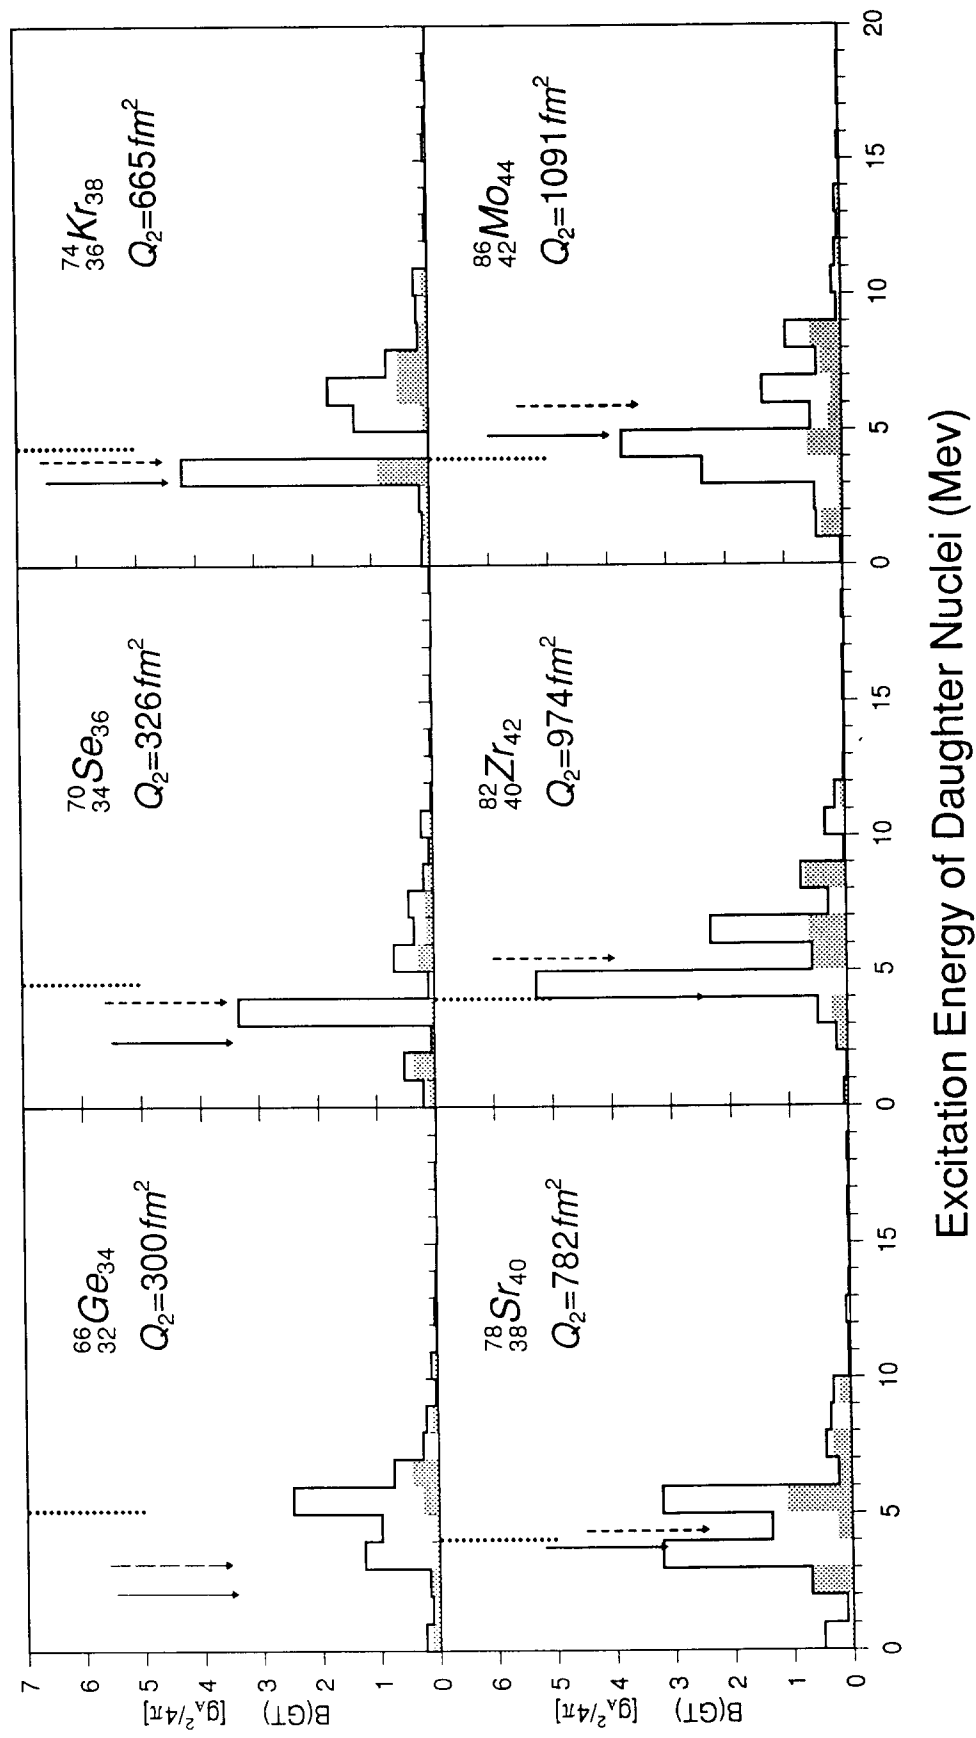 7
6
5
4
3
2
1
0
B(GT)
[g_A²/4π]
⁶⁶₃₂Ge₃₄
Q₂=300fm²
⁷⁰₃₄Se₃₆
Q₂=326fm²
⁷⁴₃₆Kr₃₈
Q₂=665fm²
6
5
4
3
2
1
0
B(GT)
[g_A²/4π]
⁷⁸₃₈Sr₄₀
Q₂=782fm²
⁸²₄₀Zr₄₂
Q₂=974fm²
⁸⁶₄₂Mo₄₄
Q₂=1091fm²
0 5 10 15 0 5 10 15 0 5 10 15 20
Excitation Energy of Daughter Nuclei (Mev)